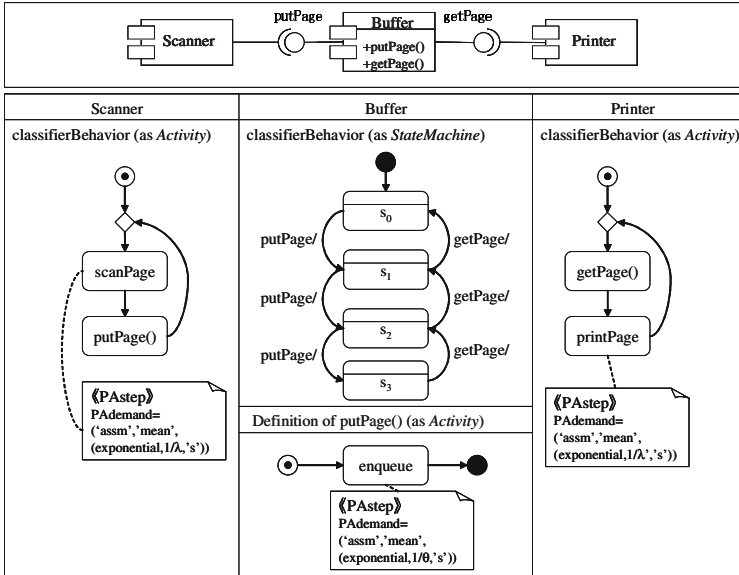 putPage
getPage
Scanner
Buffer
+putPage()
+getPage()
Printer
Scanner
classifierBehavior (as Activity)
scanPage
putPage()
《PAstep》
PAdemand=
(‘assm’,’mean’,
(exponential,1/λ,’s’))
Buffer
classifierBehavior (as StateMachine)
s0
putPage/
getPage/
s1
putPage/
getPage/
s2
putPage/
getPage/
s3
Definition of putPage() (as Activity)
enqueue
《PAstep》
PAdemand=
(‘assm’,’mean’,
(exponential,1/θ,’s’))
Printer
classifierBehavior (as Activity)
getPage()
printPage
《PAstep》
PAdemand=
(‘assm’,’mean’,
(exponential,1/λ’,’s’))